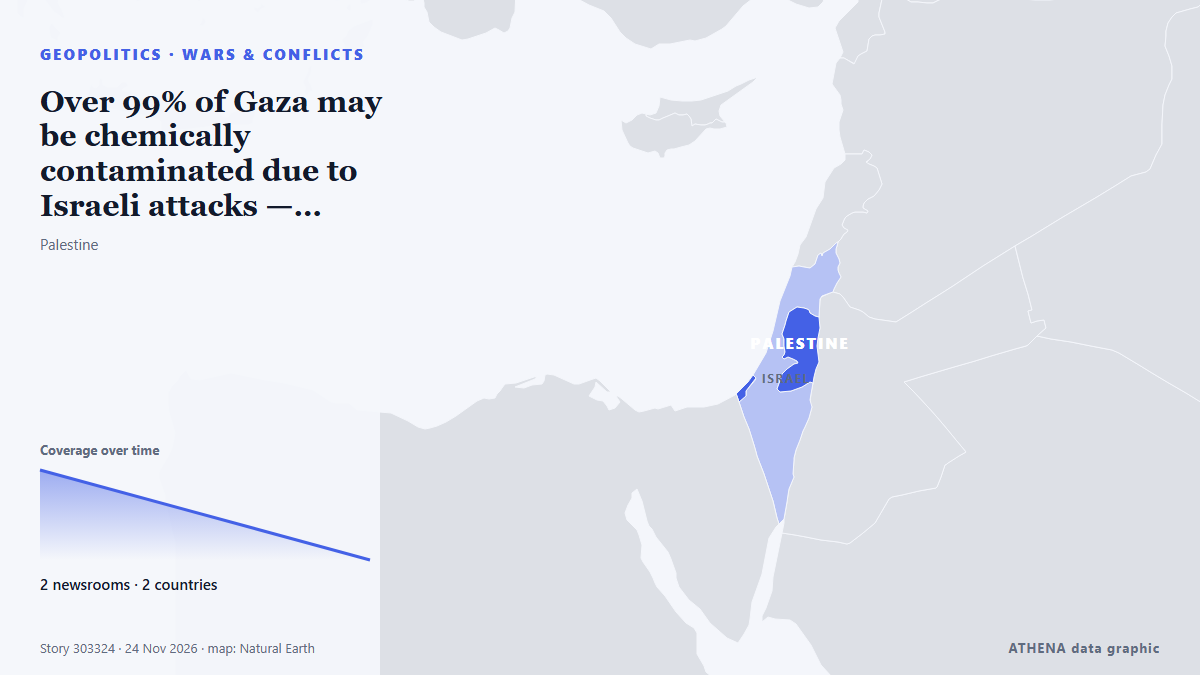 GEOPOLITICS · WARS & CONFLICTS
Over 99% of Gaza may
be chemically
contaminated due to
Israeli attacks —...
Palestine
PALESTINE
ISRAEL
Coverage over time
2 newsrooms · 2 countries
Story 303324 · 24 Nov 2026 · map: Natural Earth
ATHENA data graphic